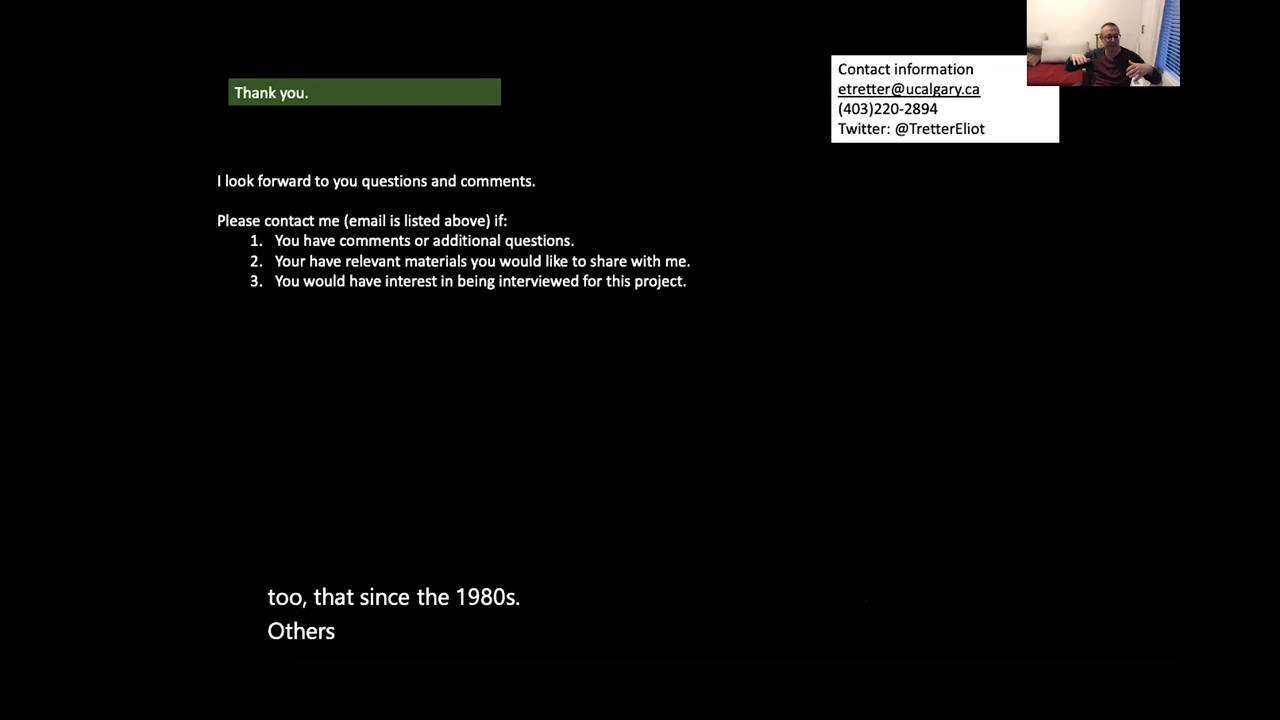 Thank you.
Contact information
etretter@ucalgary.ca
(403)220-2894
Twitter: @TretterEliot
I look forward to you questions and comments.
Please contact me (email is listed above) if:
1. You have comments or additional questions.
2. Your have relevant materials you would like to share with me.
3. You would have interest in being interviewed for this project.
too, that since the 1980s.
Others